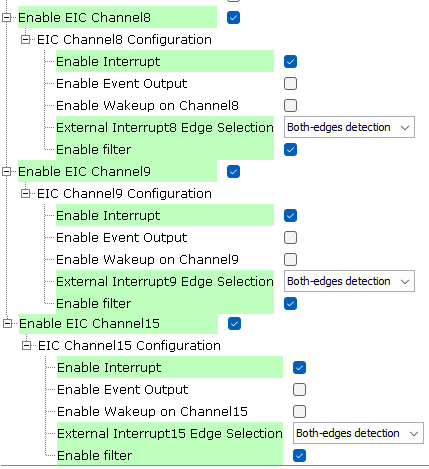 Enable EIC Channel8
EIC Channel8 Configuration
Enable Interrupt
Enable Event Output
Enable Wakeup on Channel8
External Interrupt8 Edge Selection Both-edges detection
Enable filter
Enable EIC Channel9
EIC Channel9 Configuration
Enable Interrupt
Enable Event Output
Enable Wakeup on Channel9
External Interrupt9 Edge Selection Both-edges detection
Enable filter
Enable EIC Channel15
EIC Channel15 Configuration
Enable Interrupt
Enable Event Output
Enable Wakeup on Channel15
External Interrupt15 Edge Selection Both-edges detection
Enable filter